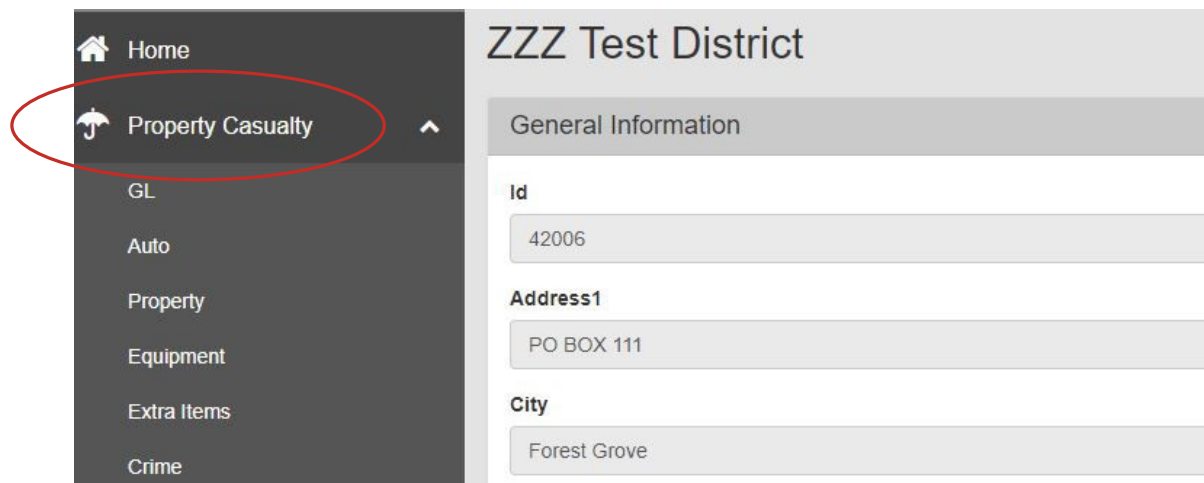 Home
Property Casualty
GL
Auto
Property
Equipment
Extra Items
Crime
ZZZ Test District
General Information
Id
42006
Address1
PO BOX 111
City
Forest Grove